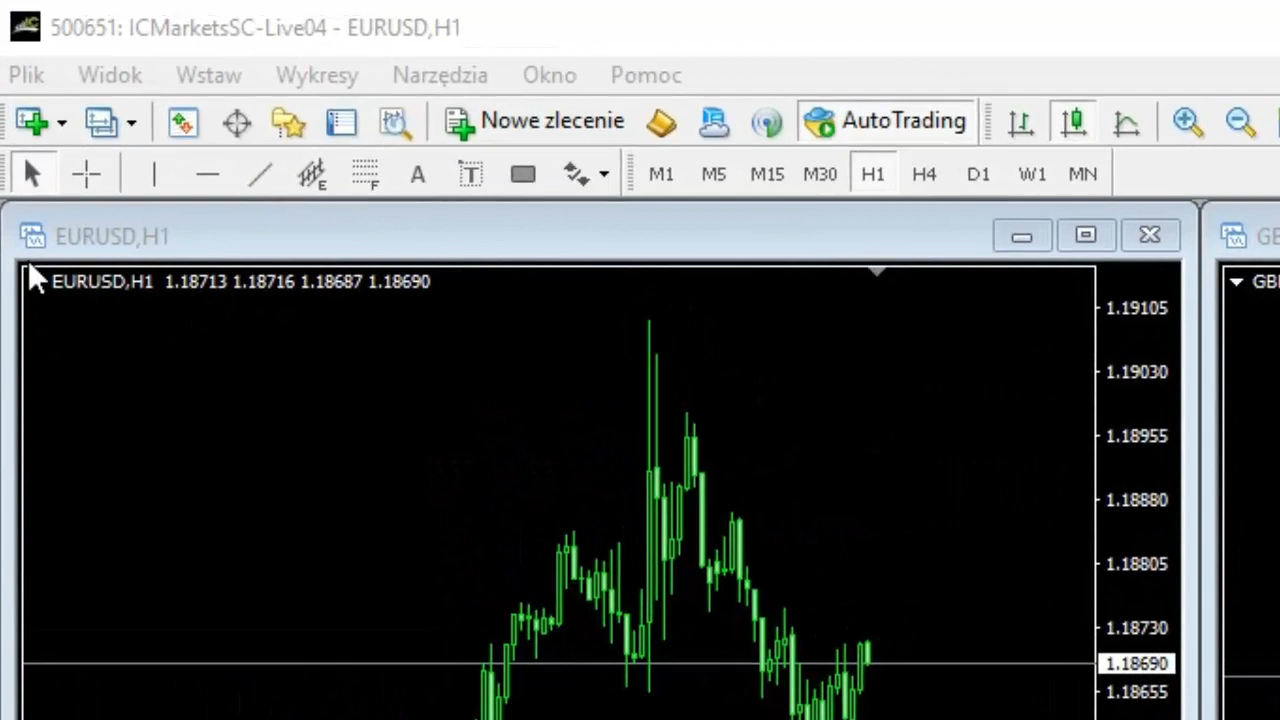 500651: ICMarketsSC-Live04 - EURUSD,H1
Plik Widok Wstaw Wykresy Narzędzia Okno Pomoc
Nowe zlecenie AutoTrading
E F A T M1 M5 M15 M30 H1 H4 D1 W1 MN
EURUSD,H1
EURUSD,H1 1.18713 1.18716 1.18687 1.18690
1.19105
1.19030
1.18955
1.18880
1.18805
1.18730
1.18690
1.18655